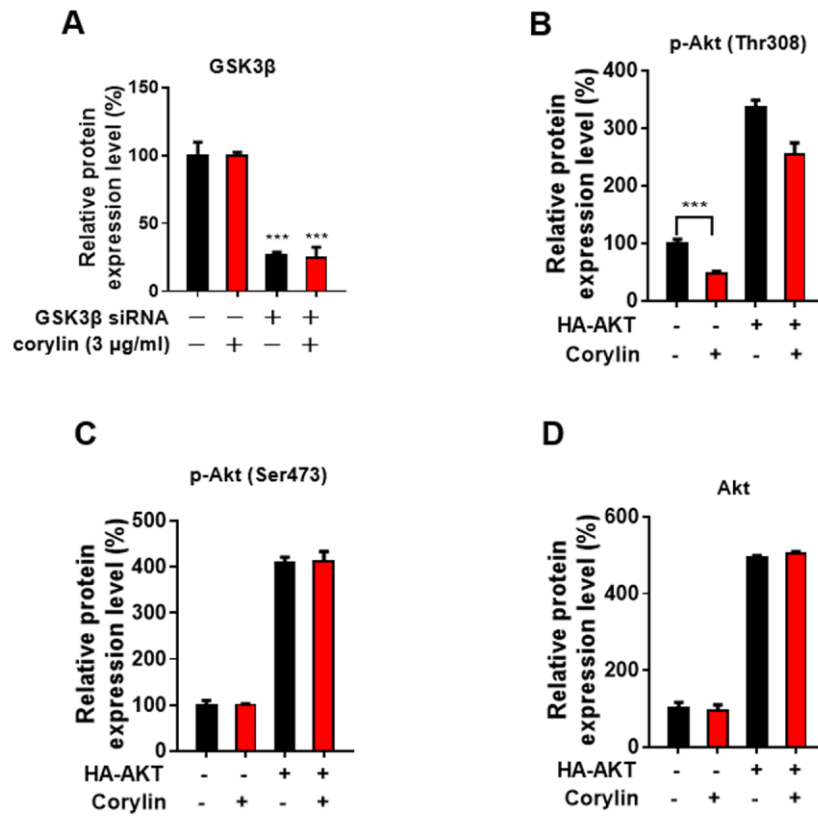 A
GSK3β
Relative protein
expression level (%)
150
100
50
0
*** ***
GSK3β siRNA – – + +
corylin (3 μg/ml) – + – +
B
p-Akt (Thr308)
Relative protein
expression level (%)
400
300
200
100
0
***
HA-AKT - - + +
Corylin - + - +
C
p-Akt (Ser473)
Relative protein
expression level (%)
500
400
300
200
100
0
HA-AKT - - + +
Corylin - + - +
D
Akt
Relative protein
expression level (%)
600
400
200
0
HA-AKT - - + +
Corylin - + - +